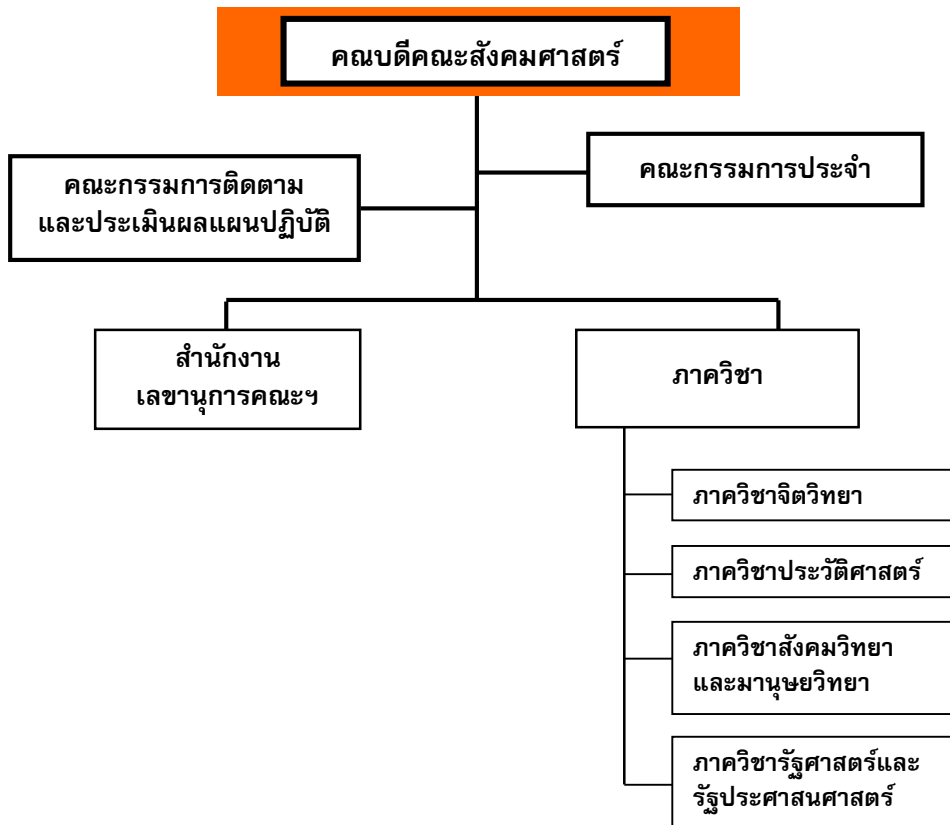 คณบดีคณะสังคมศาสตร์
คณะกรรมการประจำ
คณะกรรมการติดตาม
และประเมินผลแผนปฏิบัติ
สำนักงาน
เลขานุการคณะฯ
ภาควิชา
ภาควิชาจิตวิทยา
ภาควิชาประวัติศาสตร์
ภาควิชาสังคมวิทยา
และมานุษยวิทยา
ภาควิชารัฐศาสตร์และ
รัฐประศาสนศาสตร์